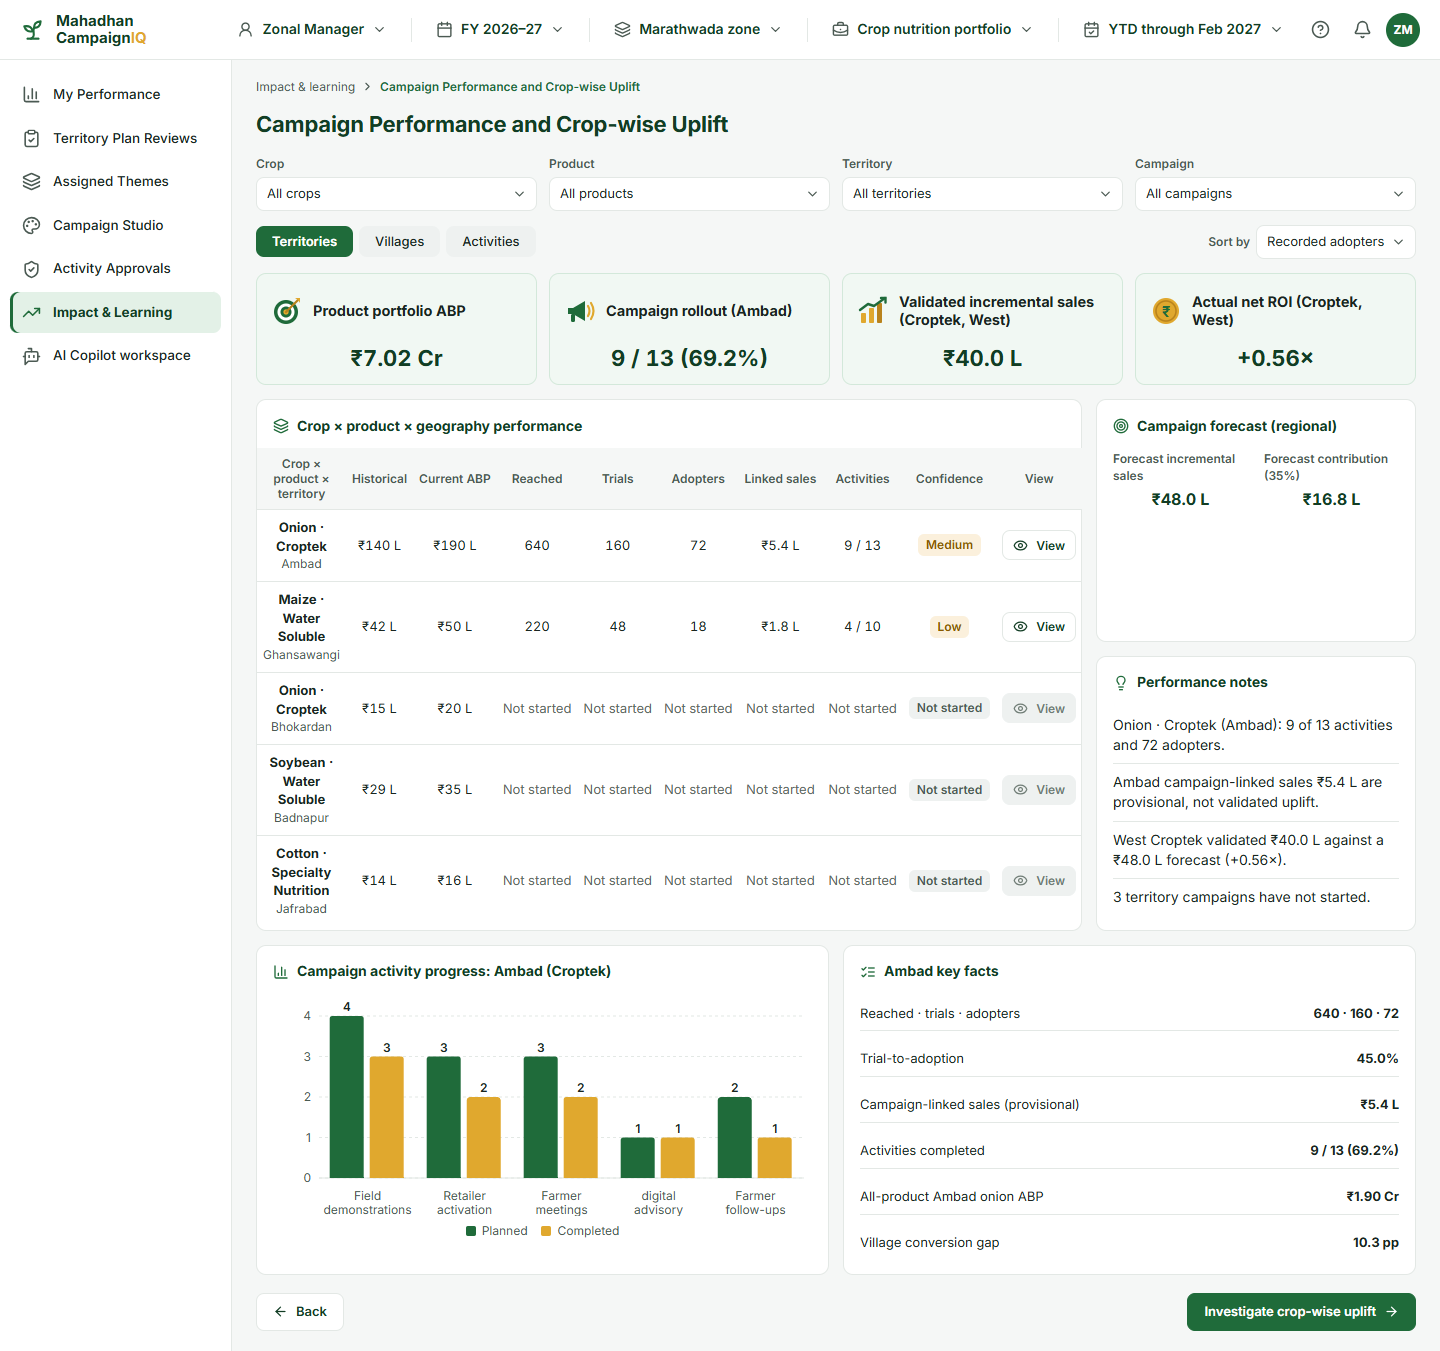 Mahadhan
CampaignIQ
Zonal Manager
FY 2026–27
Marathwada zone
Crop nutrition portfolio
YTD through Feb 2027
ZM
My Performance
Territory Plan Reviews
Assigned Themes
Campaign Studio
Activity Approvals
Impact & Learning
AI Copilot workspace
Impact & learning > Campaign Performance and Crop-wise Uplift
Campaign Performance and Crop-wise Uplift
Crop
Product
Territory
Campaign
All crops
All products
All territories
All campaigns
Territories
Villages
Activities
Sort by
Recorded adopters
Product portfolio ABP
₹7.02 Cr
Campaign rollout (Ambad)
9 / 13 (69.2%)
Validated incremental sales
(Croptek, West)
₹40.0 L
₹
Actual net ROI (Croptek,
West)
+0.56×
Crop × product × geography performance
Crop ×
product ×
territory
Historical
Current ABP
Reached
Trials
Adopters
Linked sales
Activities
Confidence
View
Onion ·
Croptek
Ambad
₹140 L
₹190 L
640
160
72
₹5.4 L
9 / 13
Medium
View
Maize ·
Water
Soluble
Ghansawangi
₹42 L
₹50 L
220
48
18
₹1.8 L
4 / 10
Low
View
Onion ·
Croptek
Bhokardan
₹15 L
₹20 L
Not started
Not started
Not started
Not started
Not started
Not started
View
Soybean ·
Water
Soluble
Badnapur
₹29 L
₹35 L
Not started
Not started
Not started
Not started
Not started
Not started
View
Cotton ·
Specialty
Nutrition
Jafrabad
₹14 L
₹16 L
Not started
Not started
Not started
Not started
Not started
Not started
View
Campaign forecast (regional)
Forecast incremental
sales
₹48.0 L
Forecast contribution
(35%)
₹16.8 L
Performance notes
Onion · Croptek (Ambad): 9 of 13 activities
and 72 adopters.
Ambad campaign-linked sales ₹5.4 L are
provisional, not validated uplift.
West Croptek validated ₹40.0 L against a
₹48.0 L forecast (+0.56×).
3 territory campaigns have not started.
Campaign activity progress: Ambad (Croptek)
4
3
2
1
0
4
3
3
2
3
2
1
1
2
1
Field
demonstrations
Retailer
activation
Farmer
meetings
digital
advisory
Farmer
follow-ups
Planned
Completed
Ambad key facts
Reached · trials · adopters
640 · 160 · 72
Trial-to-adoption
45.0%
Campaign-linked sales (provisional)
₹5.4 L
Activities completed
9 / 13 (69.2%)
All-product Ambad onion ABP
₹1.90 Cr
Village conversion gap
10.3 pp
Back
Investigate crop-wise uplift